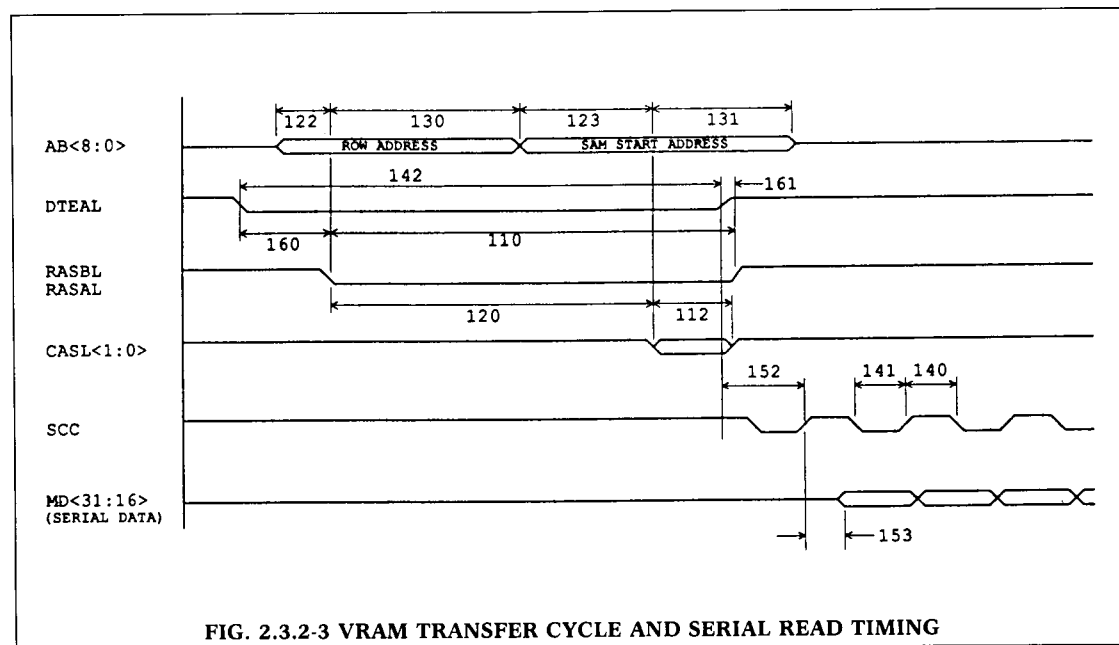 122 130 123 131
AB<8:0> ROW ADDRESS SAM START ADDRESS
142 161
DTEAL
160 110
RASBL
RASAL
120 112
CASL<1:0>
152 141 140
SCC
MD<31:16>
(SERIAL DATA)
153
FIG. 2.3.2-3 VRAM TRANSFER CYCLE AND SERIAL READ TIMING